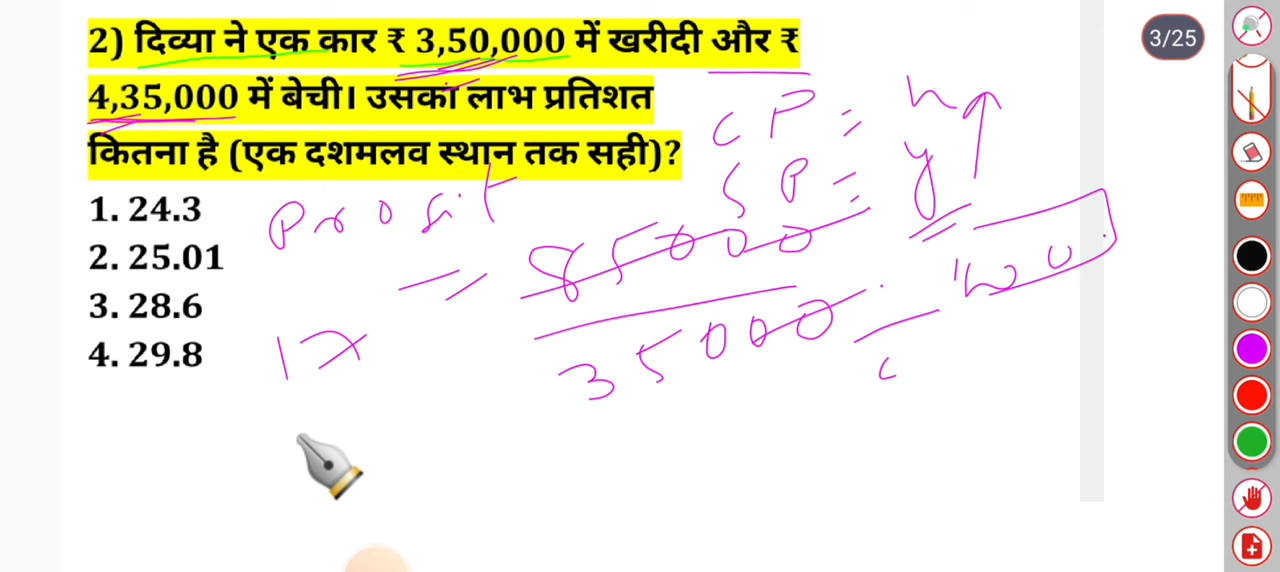 3/25
2) दिव्या ने एक कार ₹ 3,50,000 में खरीदी और ₹
4,35,000 में बेची। उसका लाभ प्रतिशत
कितना है (एक दशमलव स्थान तक सही)?
CP =
SP = y
1. 24.3
2. 25.01
3. 28.6
4. 29.8
Profit
= 85000
35000
17